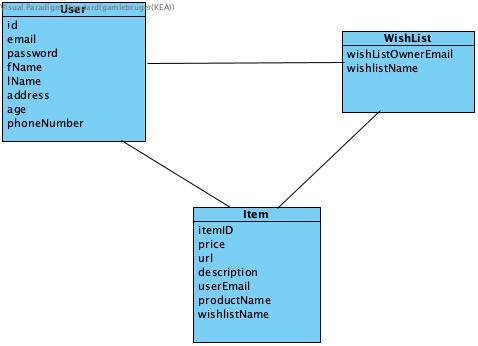 Visual Paradigm Standard(gamlebruger(KEA))
User
id
email
password
fName
lName
address
age
phoneNumber
WishList
wishListOwnerEmail
wishlistName
Item
itemID
price
url
description
userEmail
productName
wishlistName